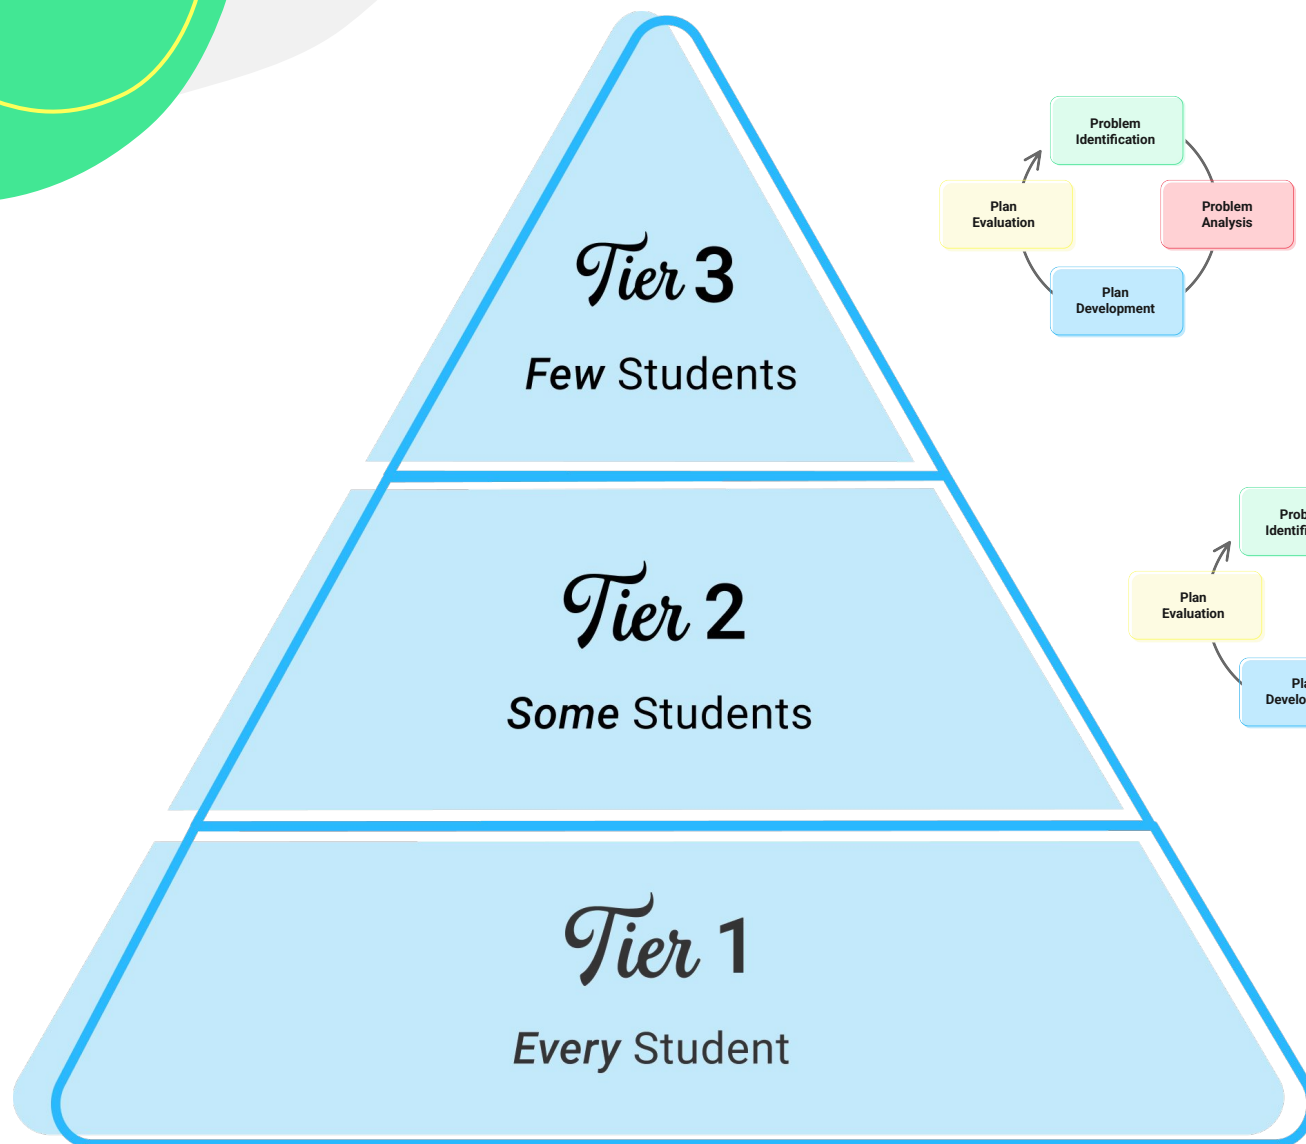 Tier 3
Few Students
Problem
Identification
Plan
Evaluation
Problem
Analysis
Plan
Development
Tier 2
Some Students
Plan
Evaluation
Tier 1
Every Student